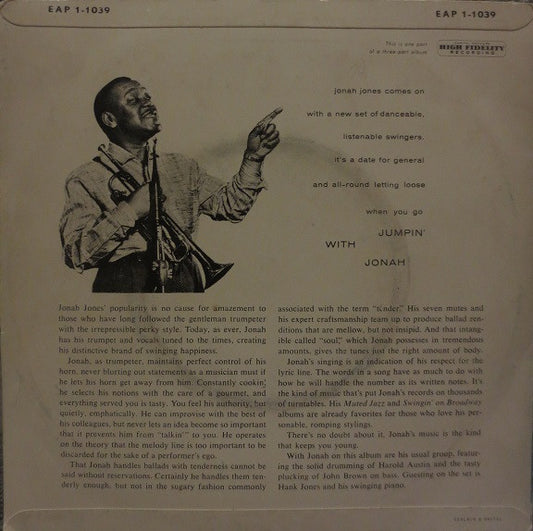 EAP 1-1039
EAP 1-1039
This is one part
of a three-part album
HIGH FIDELITY
RECORDING
jonah jones comes on
with a new set of danceable,
listenable swingers.
it's a date for general
and all-round letting loose
when you go
JUMPIN'
WITH
JONAH
Jonah Jones' popularity is no cause for amazement to
those who have long followed the gentleman trumpeter
with the irrepressible perky style. Today, as ever, Jonah
has his trumpet and vocals tuned to the times, creating
his distinctive brand of swinging happiness.
Jonah, as trumpeter, maintains perfect control of his
horn, never blurting out statements as a musician must if
he lets his horn get away from him. Constantly cookin',
he selects his notions with the care of a gourmet, and
everything served you is tasty. You feel his authority, but
quietly, emphatically. He can improvise with the best of
his colleagues, but never lets an idea become so important
that it prevents him from "talkin'" to you. He operates
on the theory that the melody line is too important to be
discarded for the sake of a performer's ego.
That Jonah handles ballads with tenderness cannot be
said without reservations. Certainly he handles them ten-
derly enough, but not in the sugary fashion commonly
associated with the term "tender." His seven mutes and
his expert craftsmanship team up to produce ballad ren-
ditions that are mellow, but not insipid. And that intang-
ible called "soul," which Jonah possesses in tremendous
amounts, gives the tunes just the right amount of body.
Jonah's singing is an indication of his respect for the
lyric line. The words in a song have as much to do with
how he will handle the number as its written notes. It's
the kind of music that's put Jonah's records on thousands
of turntables. His Muted Jazz and Swingin' on Broadway
albums are already favorites for those who love his per-
sonable, romping stylings.
There's no doubt about it, Jonah's music is the kind
that keeps you young.
With Jonah on this album are his usual group, featur-
ing the solid drumming of Harold Austin and the tasty
plucking of John Brown on bass. Guesting on the set is
Hank Jones and his swinging piano.